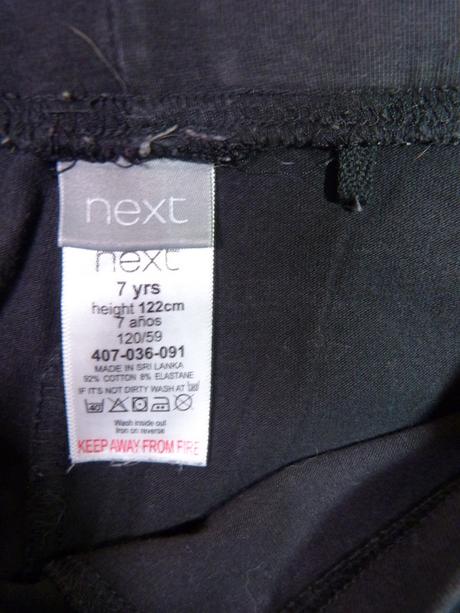 next
next
7 yrs
height 122cm
7 años
120/59
407-036-091
MADE IN SRI LANKA
92% COTTON 8% ELASTANE
IF IT'S NOT DIRTY WASH AT
40
Wash inside out
Iron on reverse
KEEP AWAY FROM FIRE